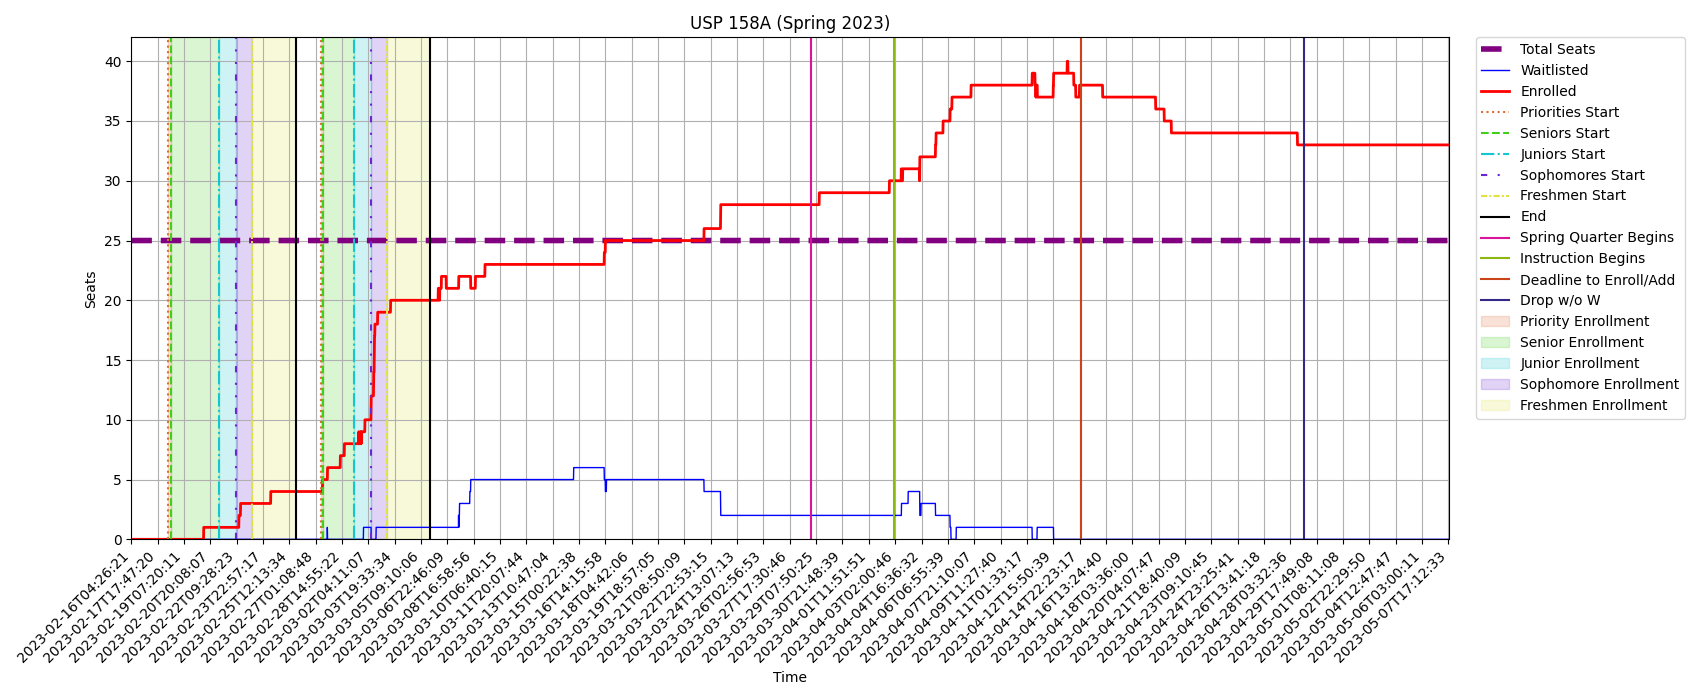 USP 158A (Spring 2023)
Seats
40
35
30
25
20
15
10
5
0
2023-02-16T04:26:21
2023-02-17T17:47:20
2023-02-19T07:20:11
2023-02-20T20:08:07
2023-02-22T09:28:23
2023-02-23T22:57:17
2023-02-25T12:13:34
2023-02-27T01:08:48
2023-02-28T14:55:22
2023-03-02T04:11:07
2023-03-03T19:33:34
2023-03-05T09:10:06
2023-03-06T22:46:09
2023-03-08T16:58:56
2023-03-10T06:40:15
2023-03-11T20:07:44
2023-03-13T10:47:04
2023-03-15T00:22:38
2023-03-16T14:15:58
2023-03-18T04:42:06
2023-03-19T18:57:05
2023-03-21T08:50:09
2023-03-22T22:53:15
2023-03-24T13:07:13
2023-03-26T02:56:53
2023-03-27T17:30:46
2023-03-29T07:50:25
2023-03-30T21:48:39
2023-04-01T11:51:51
2023-04-03T02:00:46
2023-04-04T16:36:32
2023-04-06T06:55:39
2023-04-07T21:10:07
2023-04-09T11:27:40
2023-04-11T01:33:17
2023-04-12T15:50:39
2023-04-14T22:23:17
2023-04-16T13:24:40
2023-04-18T03:36:00
2023-04-20T04:07:47
2023-04-21T18:40:09
2023-04-23T09:10:45
2023-04-24T23:25:41
2023-04-26T13:41:18
2023-04-28T03:32:36
2023-04-29T17:49:08
2023-05-01T08:11:08
2023-05-02T22:29:50
2023-05-04T12:47:47
2023-05-06T03:00:11
2023-05-07T17:12:33
Time
Total Seats
Waitlisted
Enrolled
Priorities Start
Seniors Start
Juniors Start
Sophomores Start
Freshmen Start
End
Spring Quarter Begins
Instruction Begins
Deadline to Enroll/Add
Drop w/o W
Priority Enrollment
Senior Enrollment
Junior Enrollment
Sophomore Enrollment
Freshmen Enrollment